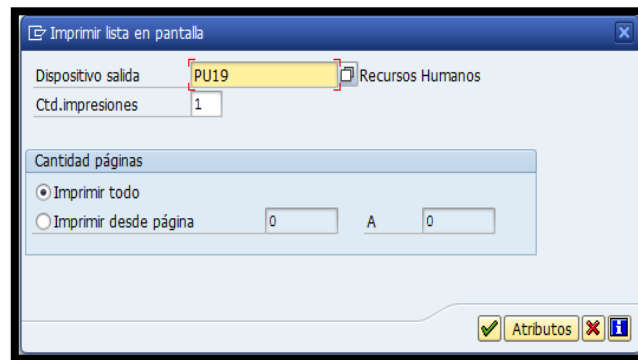 Imprimir lista en pantalla
Dispositivo salida PU19 Recursos Humanos
Ctd.impresiones 1
Cantidad páginas
Imprimir todo
Imprimir desde página 0 A 0
Atributos